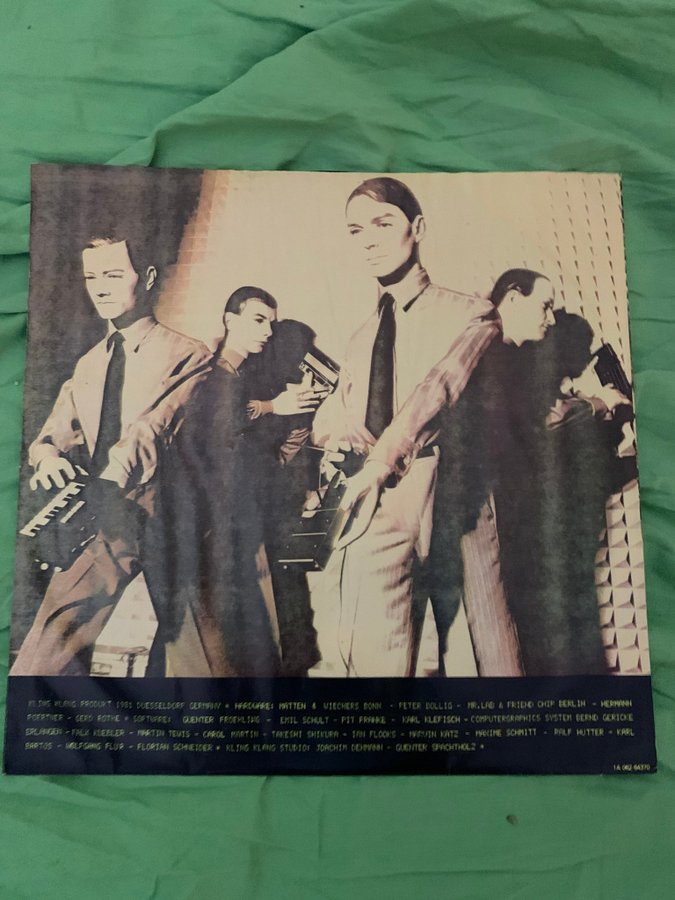 KLING KLANG PRODUKT 1981 DUESSELDORF GERMANY * HARDWARE: MATTEN & WIECHERS BONN - PETER BOLLIG - MR.LAB & FRIEND CHIP BERLIN - HERMANN
POERTNER - GERD ROTHE * SOFTWARE: GUENTER FROEHLING - EMIL SCHULT - PIT FRANKE - KARL KLEFISCH - COMPUTERGRAPHICS SYSTEM BERND GERICKE
ERLANGEN - FALK KUEBLER - MARTIN TEWIS - CAROL MARTIN - TAKESHI SHIKURA - IAN FLOOKS - MARVIN KATZ - MAXIME SCHMITT - RALF HUTTER - KARL
BARTOS - WOLFGANG FLUR - FLORIAN SCHNEIDER * KLING KLANG STUDIO: JOACHIM DEHMANN - GUENTER SPACHTHOLZ *
1A 062-64370